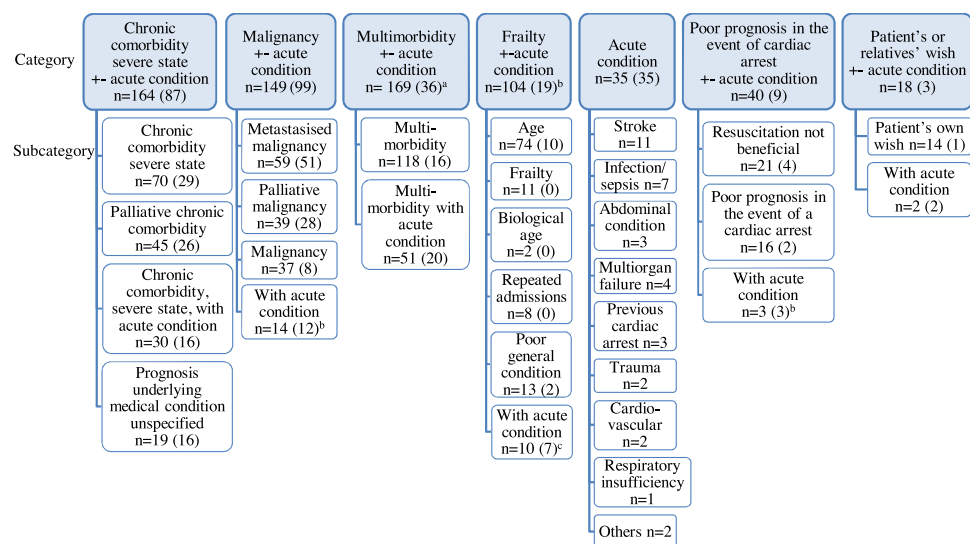 Category
Chronic
comorbidity
severe state
+- acute condition
n=164 (87)
Malignancy
+- acute
condition
n=149 (99)
Multimorbidity
+- acute
condition
n= 169 (36)a
Frailty
+-acute
condition
n=104 (19)b
Acute
condition
n=35 (35)
Poor prognosis in the
event of cardiac
arrest
+- acute condition
n=40 (9)
Patient's or
relatives' wish
+- acute condition
n=18 (3)
Subcategory
Chronic
comorbidity
severe state
n=70 (29)
Palliative chronic
comorbidity
n=45 (26)
Chronic
comorbidity,
severe state, with
acute condition
n=30 (16)
Prognosis
underlying
medical condition
unspecified
n=19 (16)
Metastasised
malignancy
n=59 (51)
Palliative
malignancy
n=39 (28)
Malignancy
n=37 (8)
With acute
condition
n=14 (12)b
Multi-
morbidity
n=118 (16)
Multi-
morbidity with
acute
condition
n=51 (20)
Age
n=74 (10)
Frailty
n=11 (0)
Biological
age
n=2 (0)
Repeated
admissions
n=8 (0)
Poor
general
condition
n=13 (2)
With acute
condition
n=10 (7)c
Stroke
n=11
Infection/
sepsis n=7
Abdominal
condition
n=3
Multiorgan
failure n=4
Previous
cardiac
arrest n=3
Trauma
n=2
Cardio-
vascular
n=2
Respiratory
insufficiency
n=1
Others n=2
Resuscitation not
beneficial
n=21 (4)
Poor prognosis in
the event of a
cardiac arrest
n=16 (2)
With acute
condition
n=3 (3)b
Patient's own
wish n=14 (1)
With acute
condition
n=2 (2)